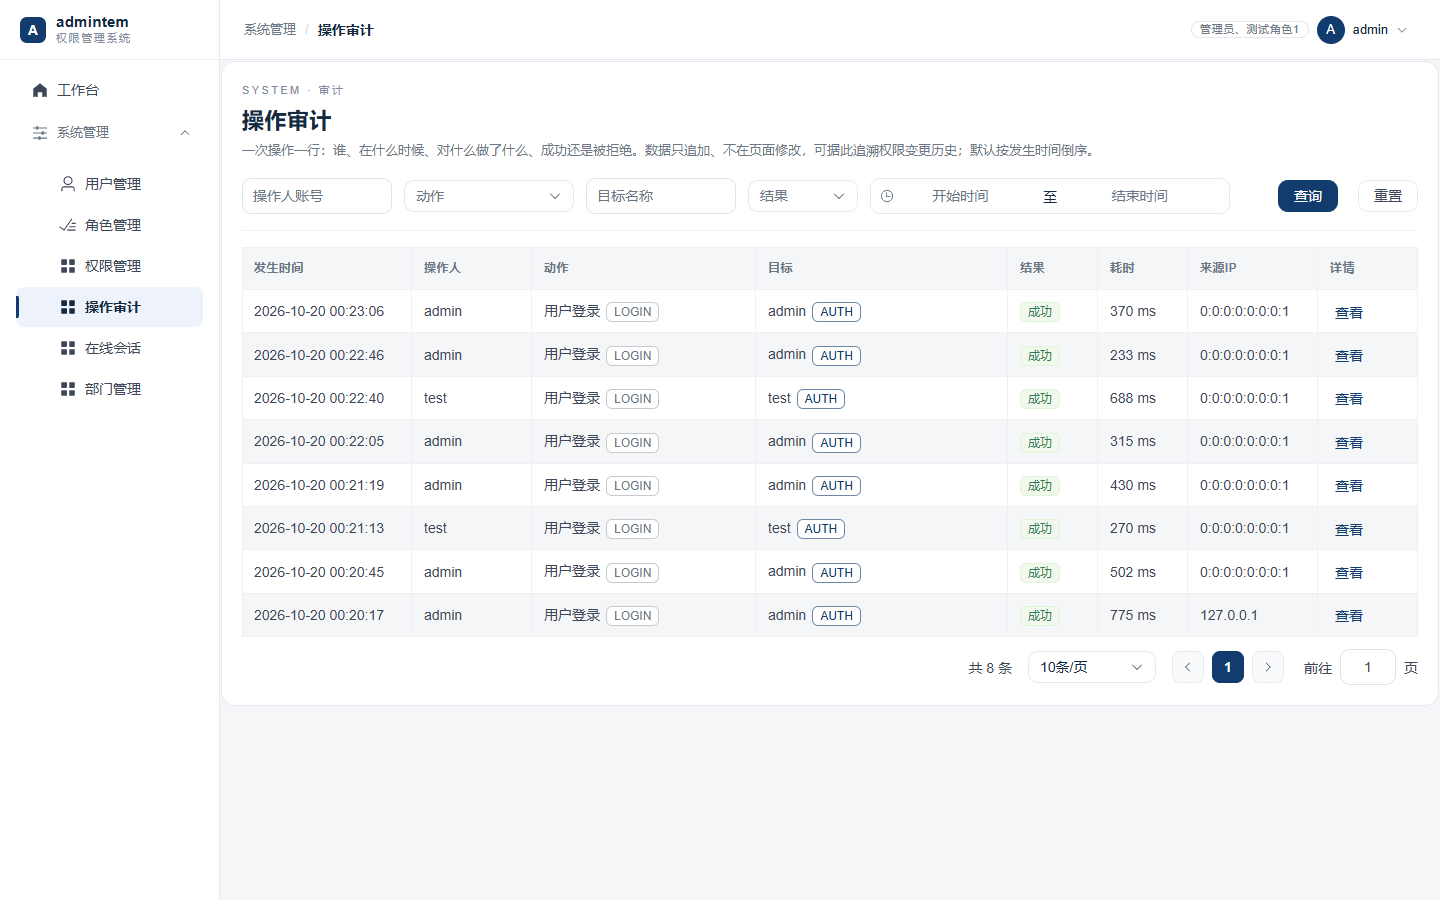 A
admintem
权限管理系统
系统管理 / 操作审计
管理员、测试角色1
A
admin
工作台
系统管理
用户管理
角色管理
权限管理
操作审计
在线会话
部门管理
SYSTEM · 审计
操作审计
一次操作一行：谁、在什么时候、对什么做了什么、成功还是被拒绝。数据只追加、不在页面修改，可据此追溯权限变更历史；默认按发生时间倒序。
操作人账号 动作 目标名称 结果 开始时间 至 结束时间 查询 重置
发生时间 操作人 动作 目标 结果 耗时 来源IP 详情
2026-10-20 00:23:06 admin 用户登录 LOGIN admin AUTH 成功 370 ms 0:0:0:0:0:0:0:1 查看
2026-10-20 00:22:46 admin 用户登录 LOGIN admin AUTH 成功 233 ms 0:0:0:0:0:0:0:1 查看
2026-10-20 00:22:40 test 用户登录 LOGIN test AUTH 成功 688 ms 0:0:0:0:0:0:0:1 查看
2026-10-20 00:22:05 admin 用户登录 LOGIN admin AUTH 成功 315 ms 0:0:0:0:0:0:0:1 查看
2026-10-20 00:21:19 admin 用户登录 LOGIN admin AUTH 成功 430 ms 0:0:0:0:0:0:0:1 查看
2026-10-20 00:21:13 test 用户登录 LOGIN test AUTH 成功 270 ms 0:0:0:0:0:0:0:1 查看
2026-10-20 00:20:45 admin 用户登录 LOGIN admin AUTH 成功 502 ms 0:0:0:0:0:0:0:1 查看
2026-10-20 00:20:17 admin 用户登录 LOGIN admin AUTH 成功 775 ms 127.0.0.1 查看
共 8 条 10条/页 1 前往 1 页